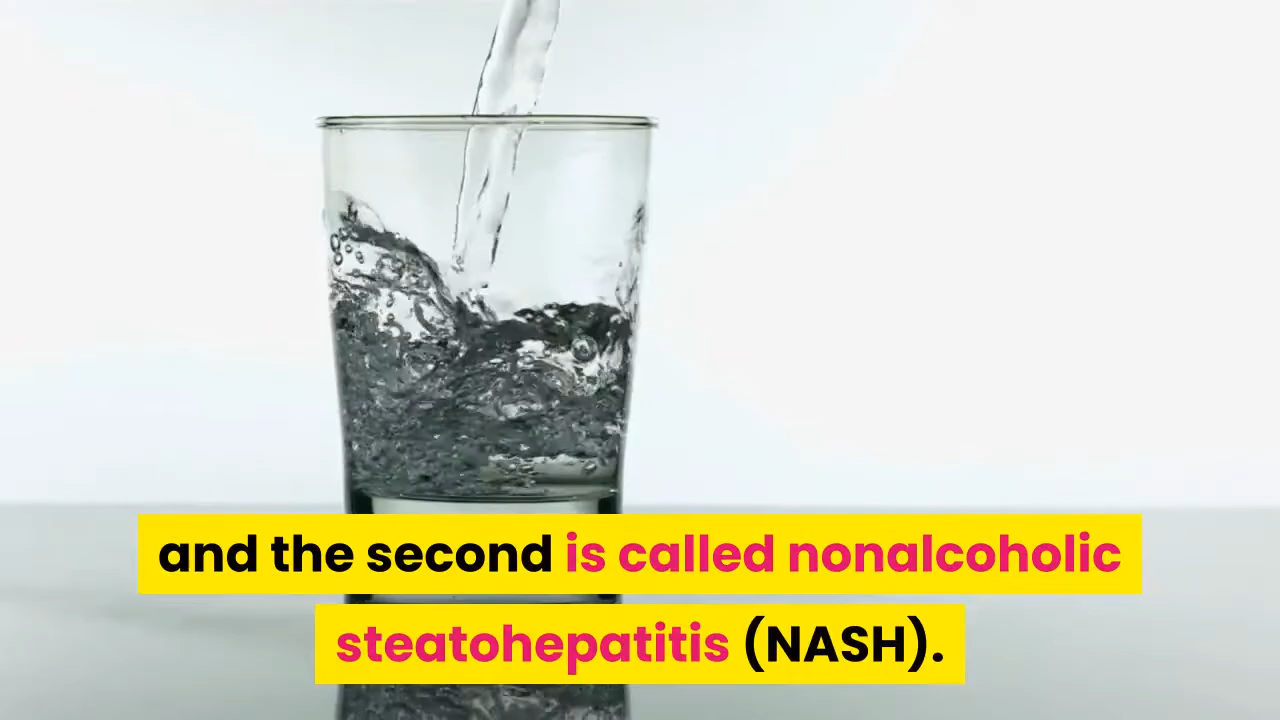 and the second is called nonalcoholic
steatohepatitis (NASH).